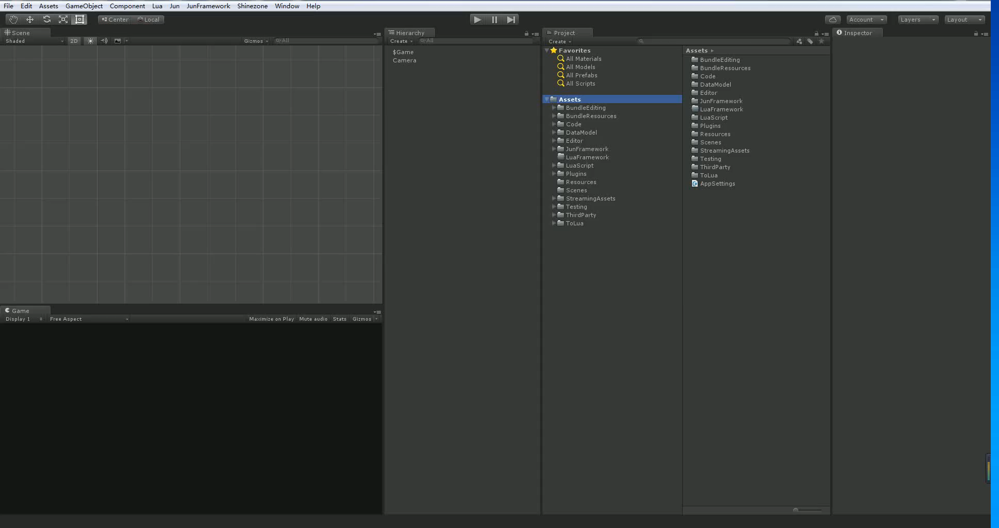 File Edit Assets GameObject Component Lua Jun JunFramework Shinezone Window Help
Center Local
Account Layers Layout
Scene
Shaded 2D Gizmos All
Hierarchy
Create All
$Game
Camera
Project
Create
Favorites
All Materials
All Models
All Prefabs
All Scripts
Assets
BundleEditing
BundleResources
Code
DataModel
Editor
JunFramework
LuaFramework
LuaScript
Plugins
Resources
Scenes
StreamingAssets
Testing
ThirdParty
ToLua
Assets
BundleEditing
BundleResources
Code
DataModel
Editor
JunFramework
LuaFramework
LuaScript
Plugins
Resources
Scenes
StreamingAssets
Testing
ThirdParty
ToLua
AppSettings
Inspector
Game
Display 1 Free Aspect Maximize on Play Mute audio Stats Gizmos